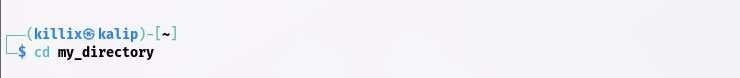 ┌──(killix㉿kalip)-[~]
└─$ cd my_directory